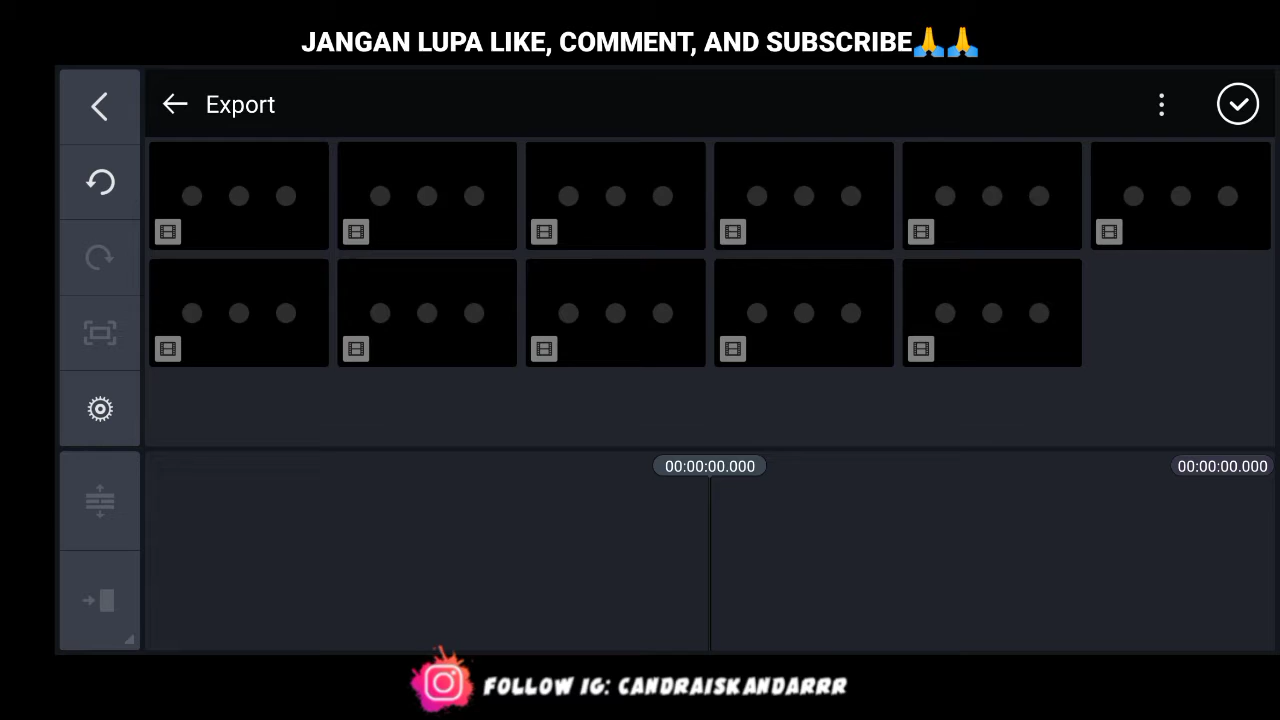 JANGAN LUPA LIKE, COMMENT, AND SUBSCRIBE🙏🙏
Export
00:00:00.000
00:00:00.000
FOLLOW IG: CANDRAISKANDARRR